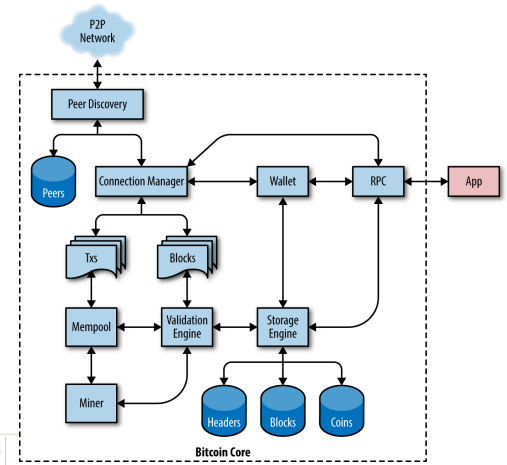 P2P
Network
Peer Discovery
Peers
Connection Manager
Wallet
RPC
App
Txs
Blocks
Mempool
Validation
Engine
Storage
Engine
Miner
Headers
Blocks
Coins
Bitcoin Core